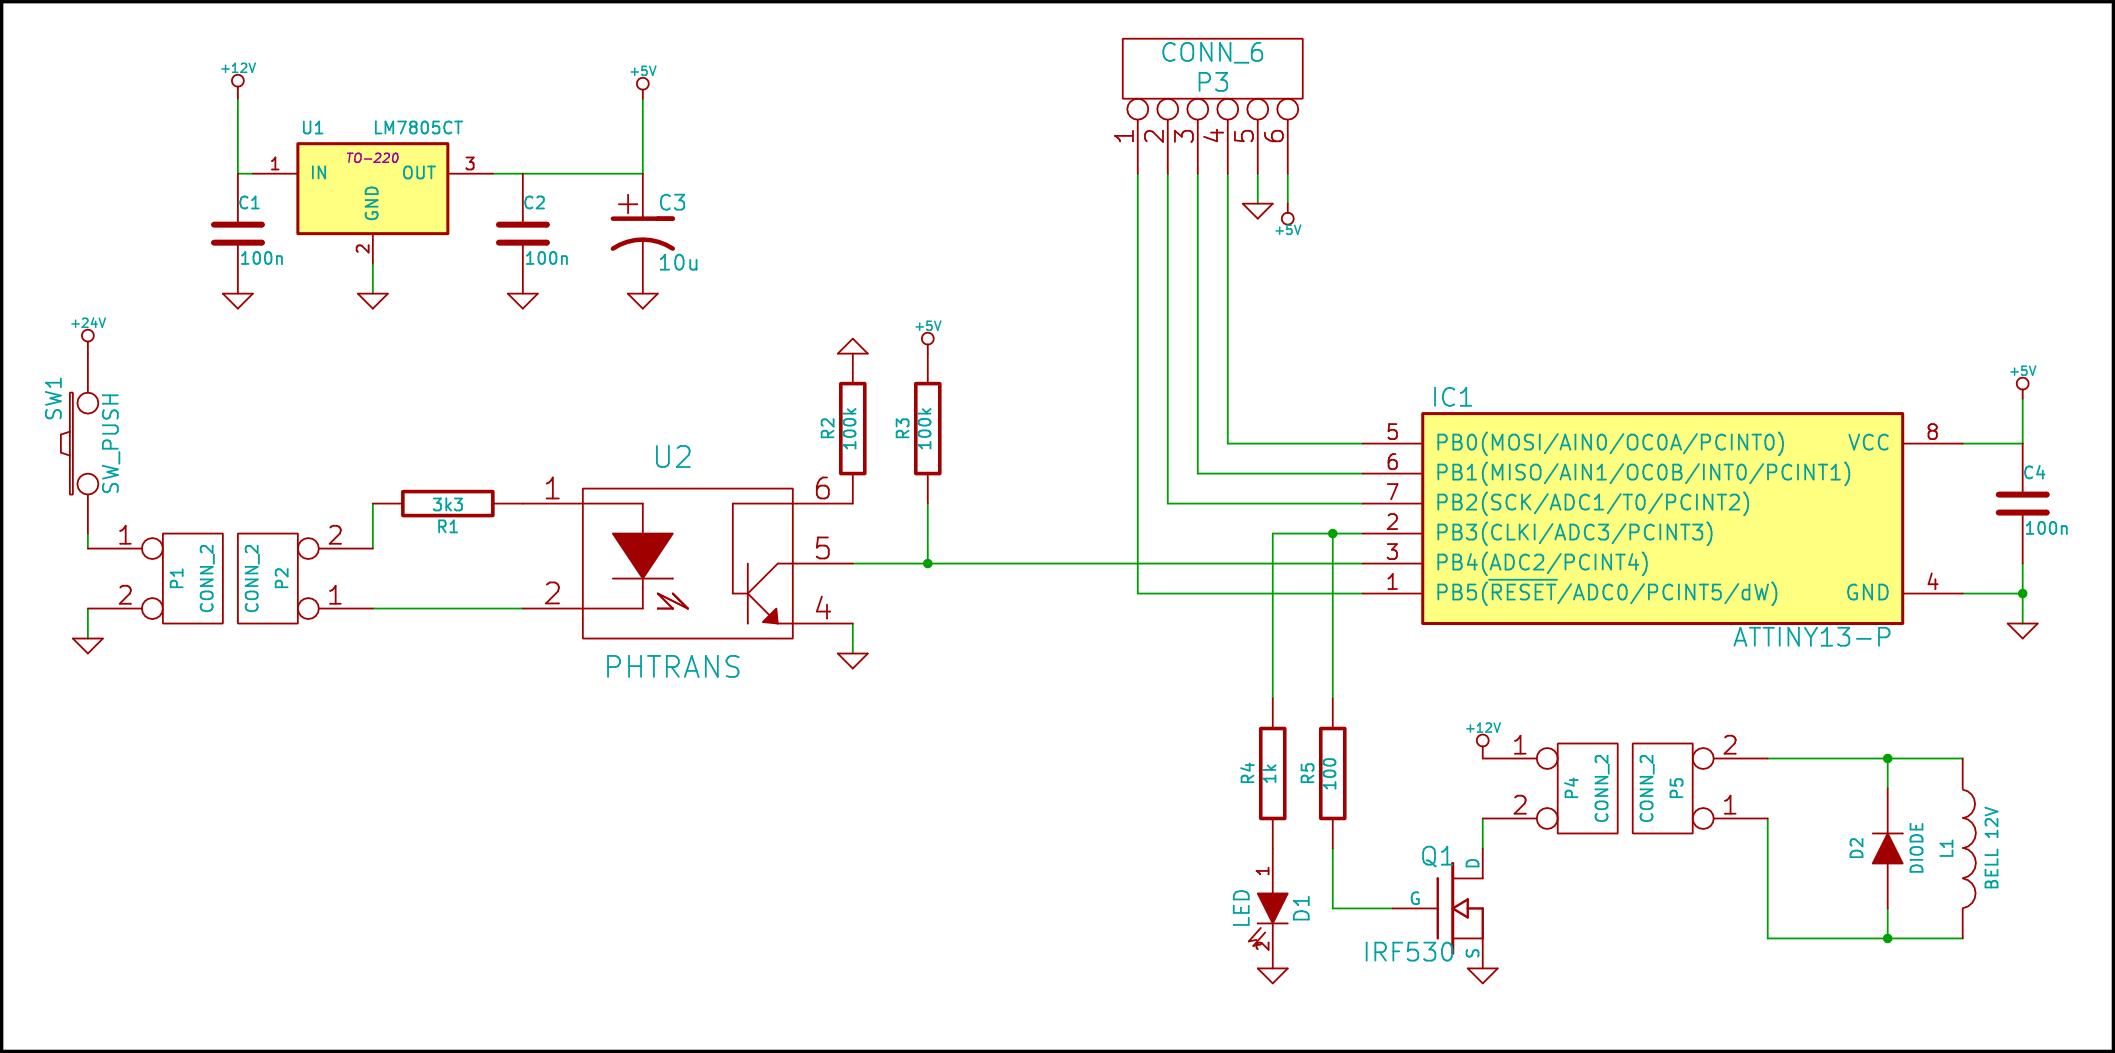 +12V
+5V
U1 LM7805CT
TO-220
1 IN OUT 3
GND
2
C1
100n
C2
100n
C3
10u
CONN_6
P3
1 2 3 4 5 6
+5V
+24V
SW1
SW_PUSH
1
2
P1
CONN_2
CONN_2
P2
2
1
3k3
R1
U2
1
2
6
5
4
PHTRANS
R2
100k
+5V
R3
100k
IC1
5 PB0(MOSI/AIN0/OC0A/PCINT0)
6 PB1(MISO/AIN1/OC0B/INT0/PCINT1)
7 PB2(SCK/ADC1/T0/PCINT2)
2 PB3(CLKI/ADC3/PCINT3)
3 PB4(ADC2/PCINT4)
1 PB5(RESET/ADC0/PCINT5/dW)
VCC 8
GND 4
ATTINY13-P
+5V
C4
100n
R4
1k
R5
100
1
LED
D1
2
Q1
G
D
S
IRF530
+12V
1
2
P4
CONN_2
CONN_2
P5
2
1
D2
DIODE
L1
BELL 12V